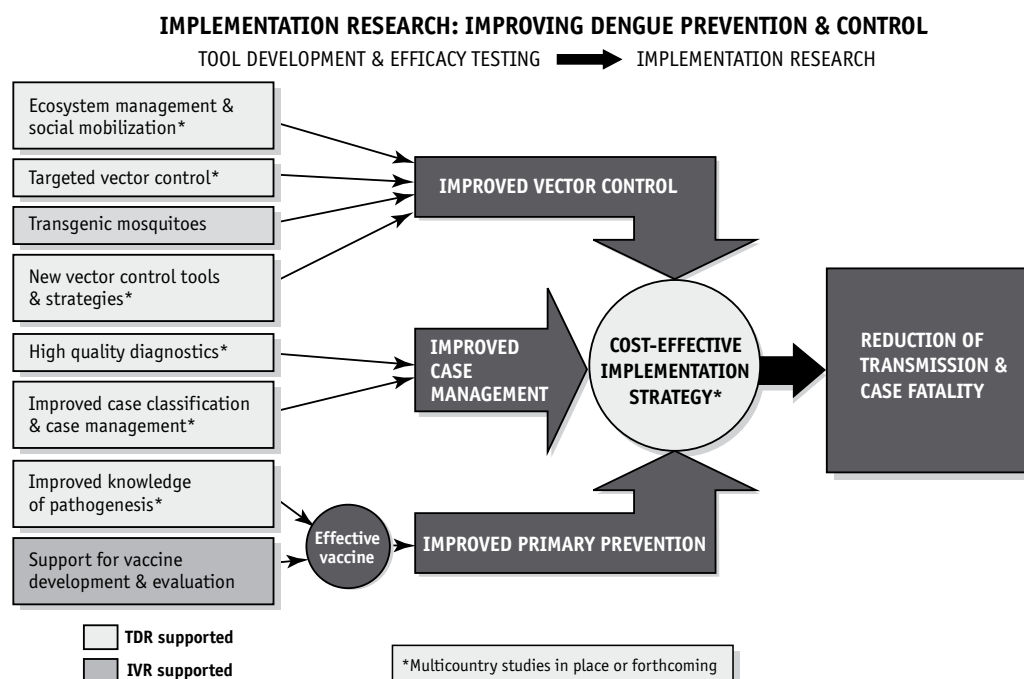 IMPLEMENTATION RESEARCH: IMPROVING DENGUE PREVENTION & CONTROL
TOOL DEVELOPMENT & EFFICACY TESTING
IMPLEMENTATION RESEARCH
Ecosystem management &
social mobilization*
Targeted vector control*
Transgenic mosquitoes
New vector control tools
& strategies*
High quality diagnostics*
Improved case classification
& case management*
Improved knowledge
of pathogenesis*
Support for vaccine
development & evaluation
Effective
vaccine
IMPROVED VECTOR CONTROL
IMPROVED
CASE
MANAGEMENT
IMPROVED PRIMARY PREVENTION
COST-EFFECTIVE
IMPLEMENTATION
STRATEGY*
REDUCTION OF
TRANSMISSION &
CASE FATALITY
TDR supported
IVR supported
*Multicountry studies in place or forthcoming